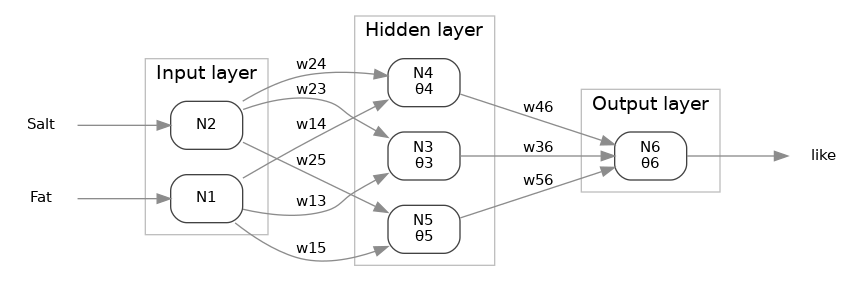 Salt
Fat
Input layer
N2
N1
w24
w23
w14
w25
w13
w15
Hidden layer
N4
θ4
N3
θ3
N5
θ5
w46
w36
w56
Output layer
N6
θ6
like